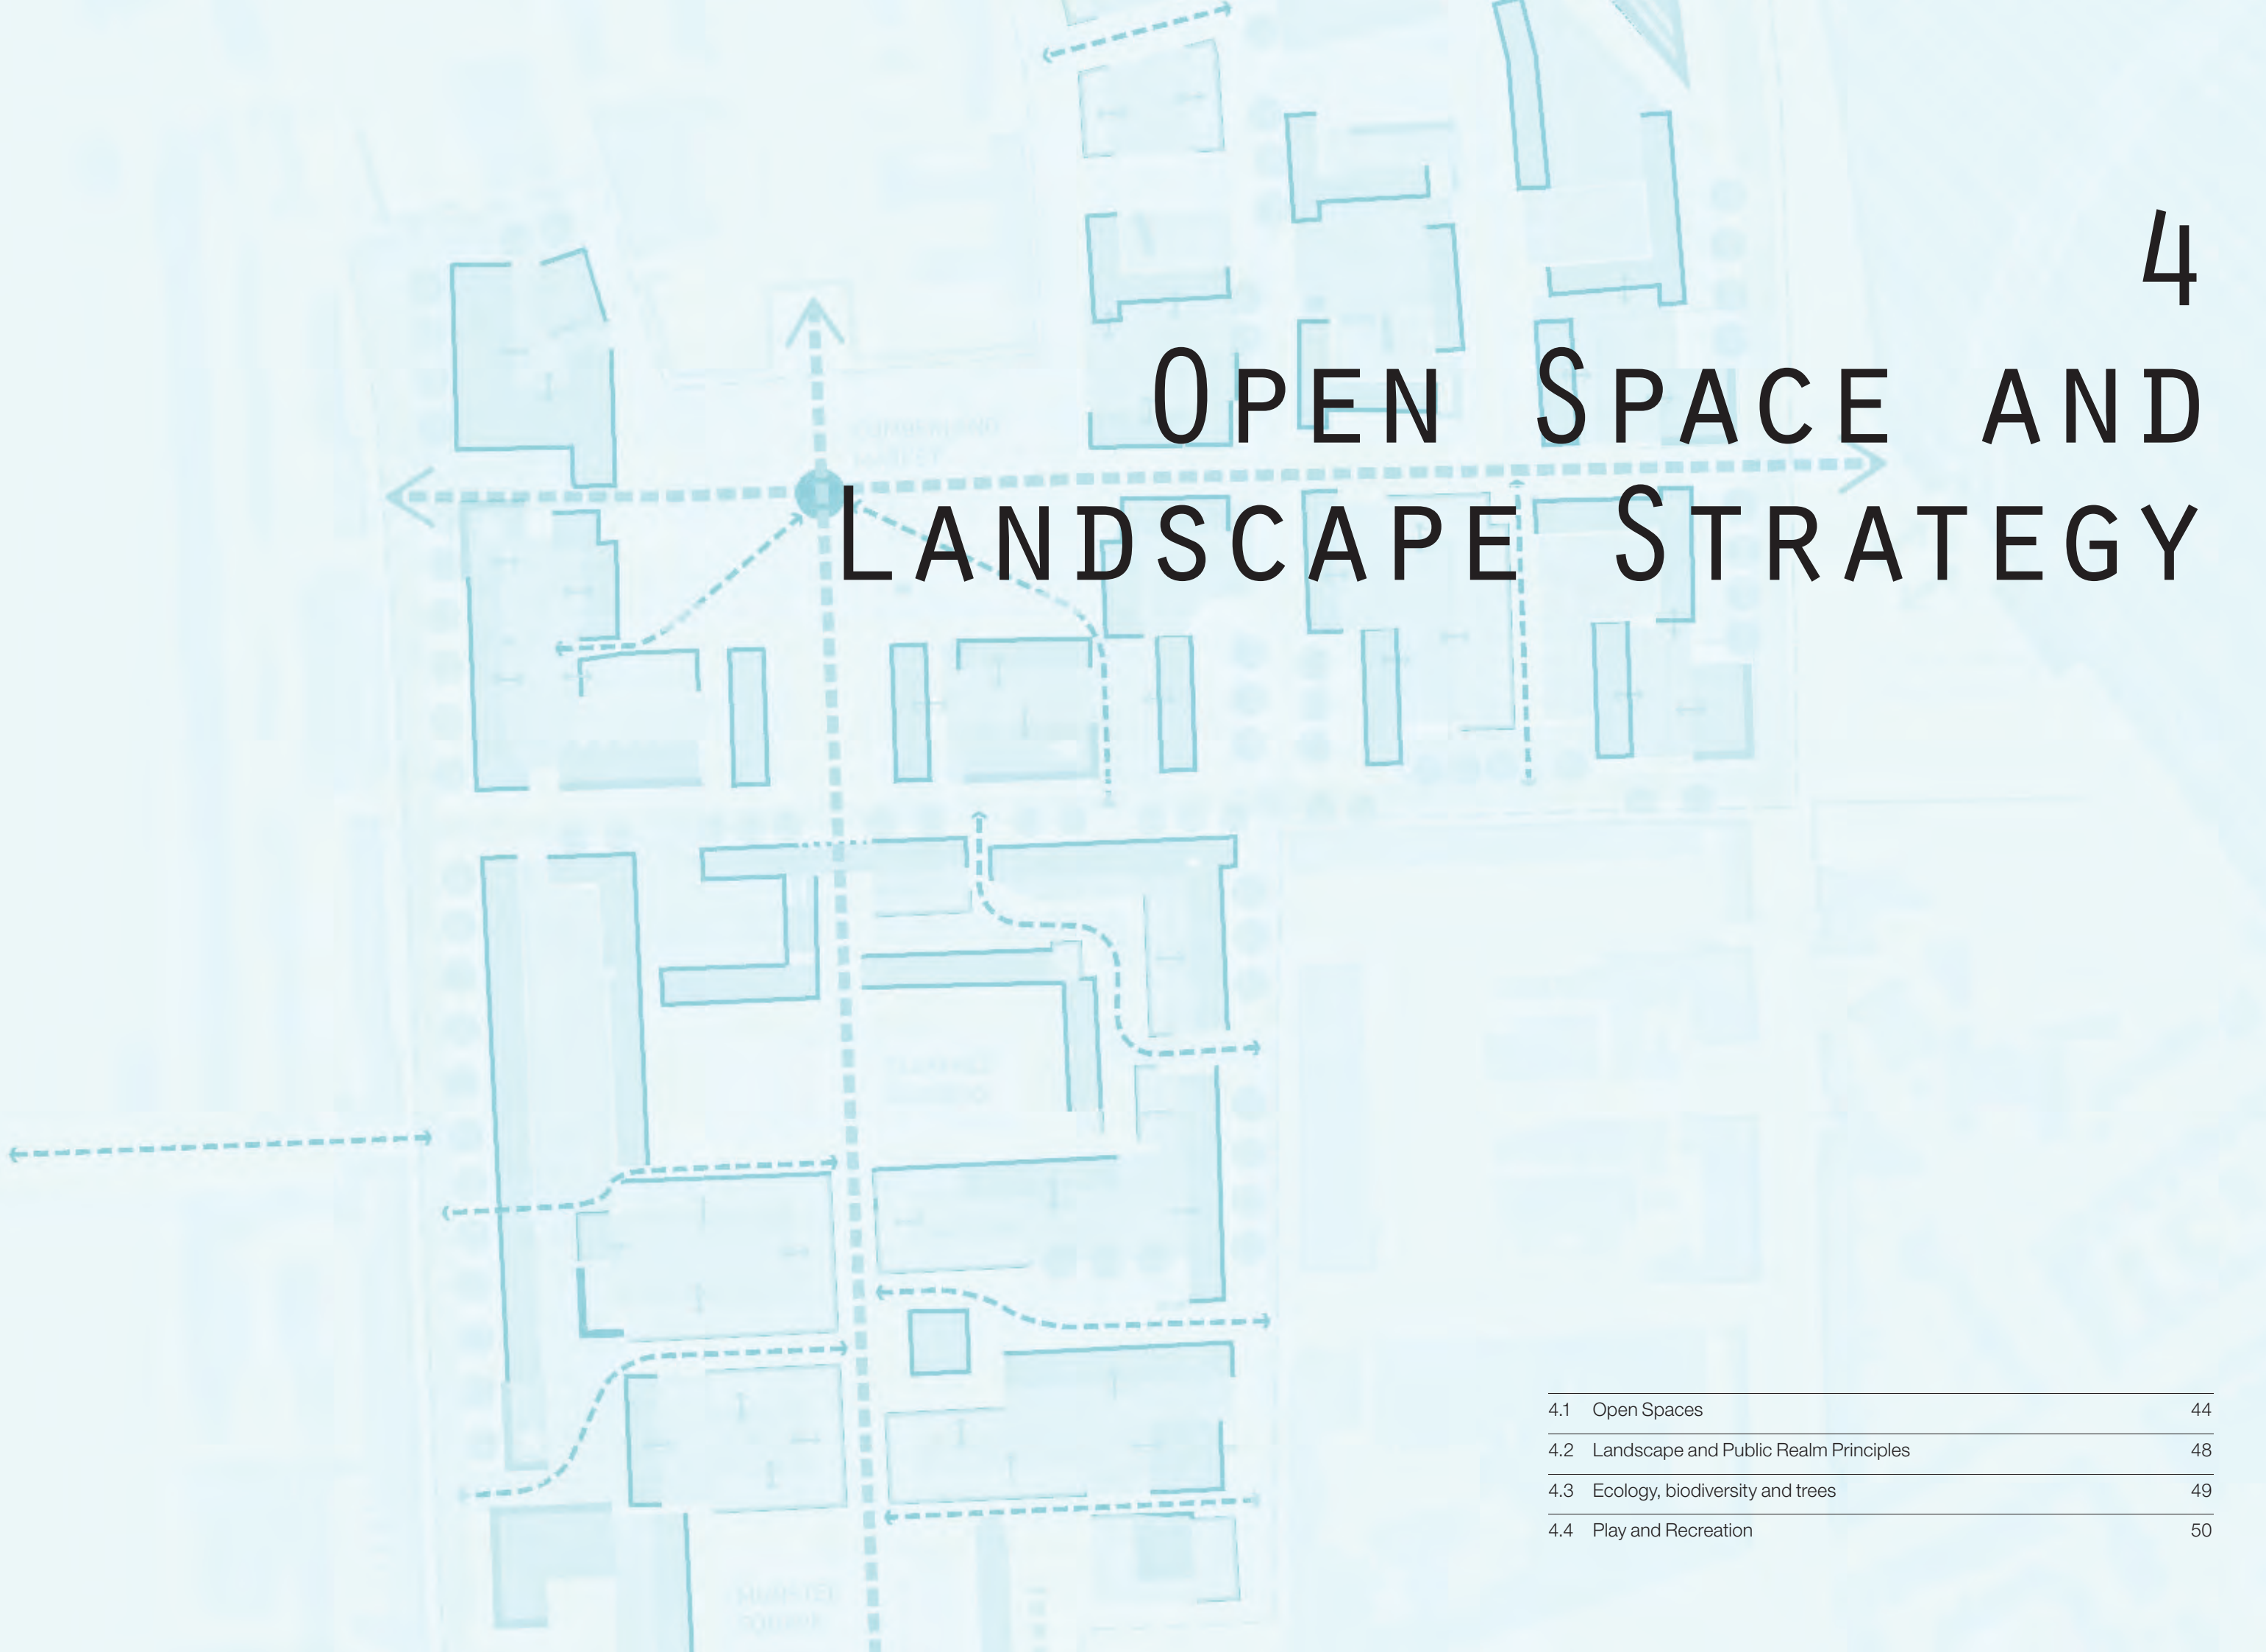 4
Open Space and
Landscape Strategy
4.1 Open Spaces 44
4.2 Landscape and Public Realm Principles 48
4.3 Ecology, biodiversity and trees 49
4.4 Play and Recreation 50